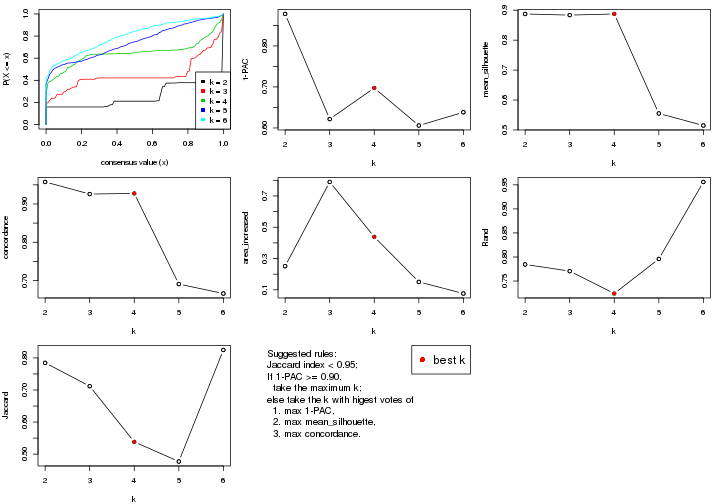 P(X <= x)
0.0 0.2 0.4 0.6 0.8 1.0
0.0 0.2 0.4 0.6 0.8 1.0
consensus value (x)
k = 2
k = 3
k = 4
k = 5
k = 6
1-PAC
0.60 0.70 0.80
2 3 4 5 6
k
mean_silhouette
0.5 0.6 0.7 0.8 0.9
2 3 4 5 6
k
concordance
0.70 0.80 0.90
2 3 4 5 6
k
area_increased
0.1 0.3 0.5 0.7
2 3 4 5 6
k
Rand
0.75 0.80 0.85 0.90 0.95
2 3 4 5 6
k
Jaccard
0.50 0.60 0.70 0.80
2 3 4 5 6
k
Suggested rules:
Jaccard index < 0.95;
If 1-PAC >= 0.90,
take the maximum k;
else take the k with higest votes of
1. max 1-PAC,
2. max mean_silhouette,
3. max concordance.
best k